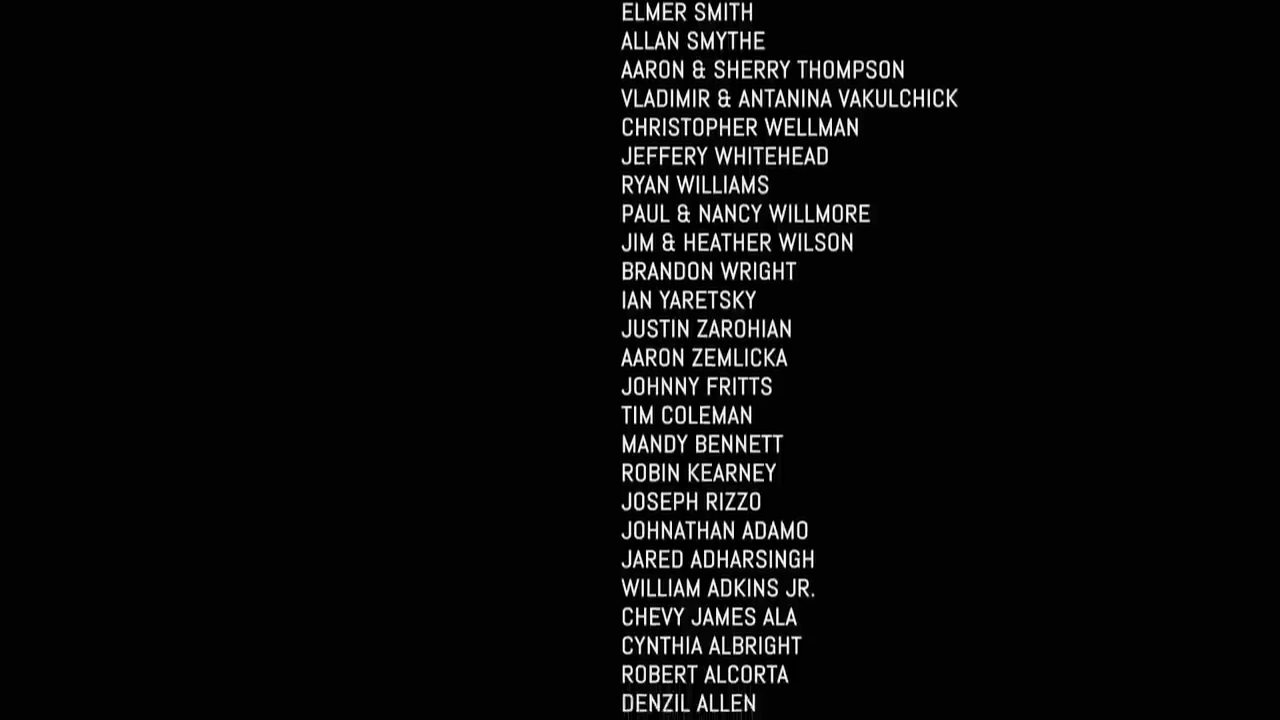 ELMER SMITH
ALLAN SMYTHE
AARON & SHERRY THOMPSON
VLADIMIR & ANTANINA VAKULCHICK
CHRISTOPHER WELLMAN
JEFFERY WHITEHEAD
RYAN WILLIAMS
PAUL & NANCY WILLMORE
JIM & HEATHER WILSON
BRANDON WRIGHT
IAN YARETSKY
JUSTIN ZAROHIAN
AARON ZEMLICKA
JOHNNY FRITTS
TIM COLEMAN
MANDY BENNETT
ROBIN KEARNEY
JOSEPH RIZZO
JOHNATHAN ADAMO
JARED ADHARSINGH
WILLIAM ADKINS JR.
CHEVY JAMES ALA
CYNTHIA ALBRIGHT
ROBERT ALCORTA
DENZIL ALLEN